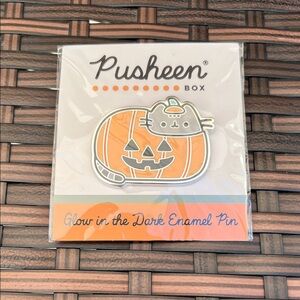 Pusheen®
BOX
Glow in the Dark Enamel Pin